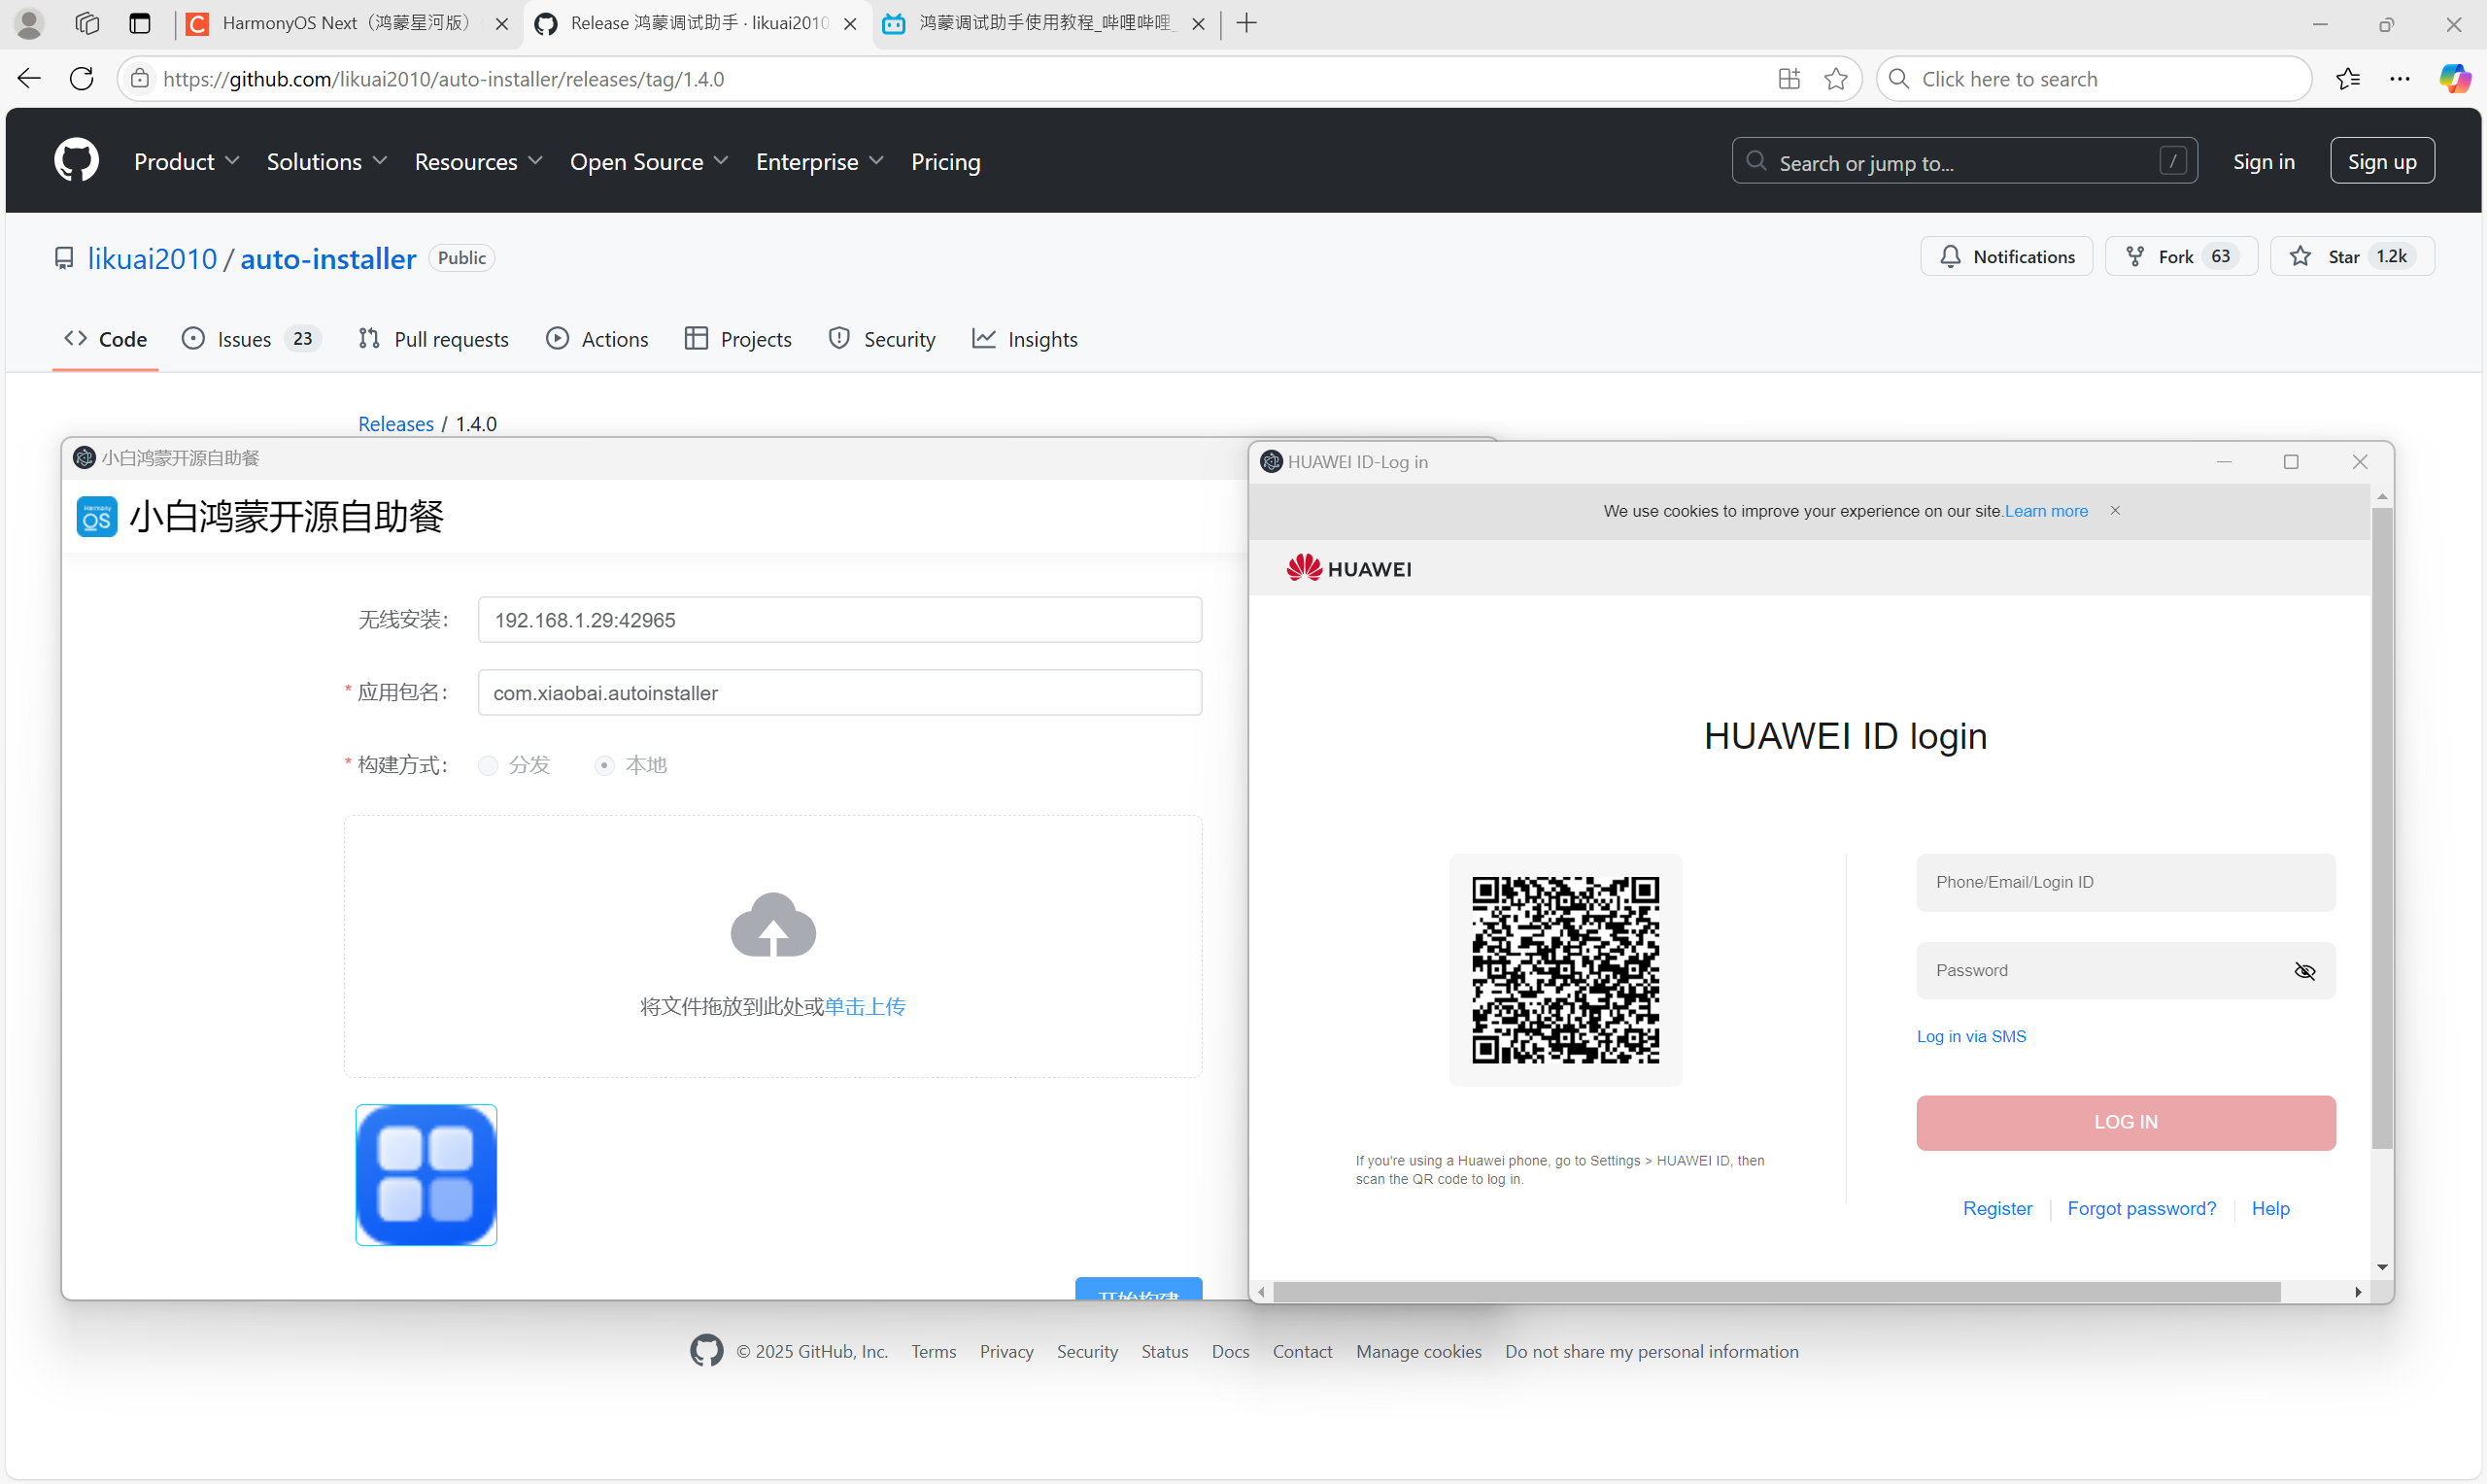 HarmonyOS Next（鸿蒙星河版）
Release 鸿蒙调试助手 · likuai2010
鸿蒙调试助手使用教程_哔哩哔哩_
https://github.com/likuai2010/auto-installer/releases/tag/1.4.0
Click here to search
Product
Solutions
Resources
Open Source
Enterprise
Pricing
Search or jump to...
/
Sign in
Sign up
likuai2010 / auto-installer
Public
Notifications
Fork 63
Star 1.2k
Code
Issues 23
Pull requests
Actions
Projects
Security
Insights
Releases / 1.4.0
小白鸿蒙开源自助餐
Harmony
OS
小白鸿蒙开源自助餐
无线安装：
192.168.1.29:42965
* 应用包名：
com.xiaobai.autoinstaller
* 构建方式：
分发
本地
将文件拖放到此处或单击上传
开始构建
HUAWEI ID-Log in
We use cookies to improve your experience on our site.Learn more
HUAWEI
HUAWEI ID login
If you're using a Huawei phone, go to Settings > HUAWEI ID, then
scan the QR code to log in.
Phone/Email/Login ID
Password
Log in via SMS
LOG IN
Register
Forgot password?
Help
© 2025 GitHub, Inc.
Terms
Privacy
Security
Status
Docs
Contact
Manage cookies
Do not share my personal information